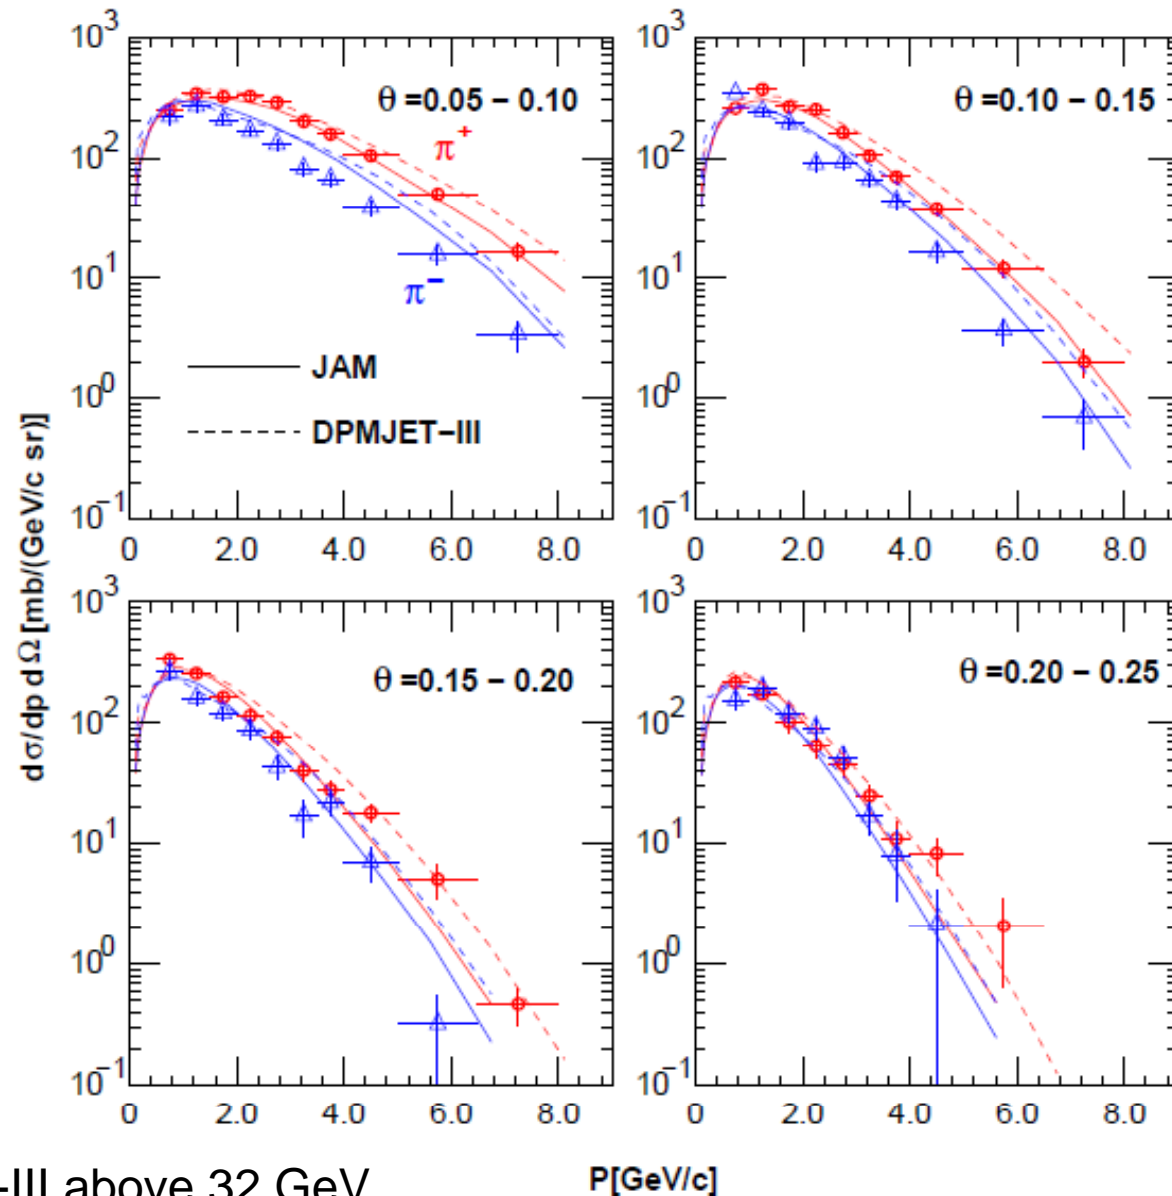 10³
10²
10¹
10⁰
10⁻¹
0 2.0 4.0 6.0 8.0
θ =0.05 − 0.10
π⁺
π⁻
JAM
DPMJET−III
10³
10²
10¹
10⁰
10⁻¹
0 2.0 4.0 6.0 8.0
θ =0.10 − 0.15
dσ/dp dΩ [mb/(GeV/c sr)]
10³
10²
10¹
10⁰
10⁻¹
0 2.0 4.0 6.0 8.0
θ =0.15 − 0.20
10³
10²
10¹
10⁰
10⁻¹
0 2.0 4.0 6.0 8.0
θ =0.20 − 0.25
P[GeV/c]
-III above 32 GeV